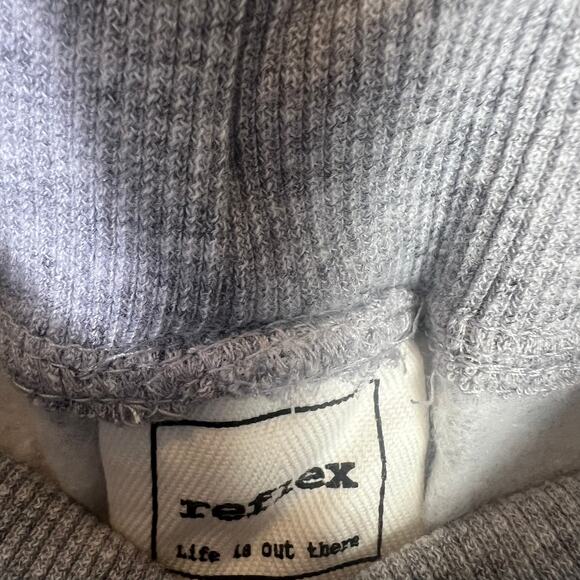 reflex
Life is out there